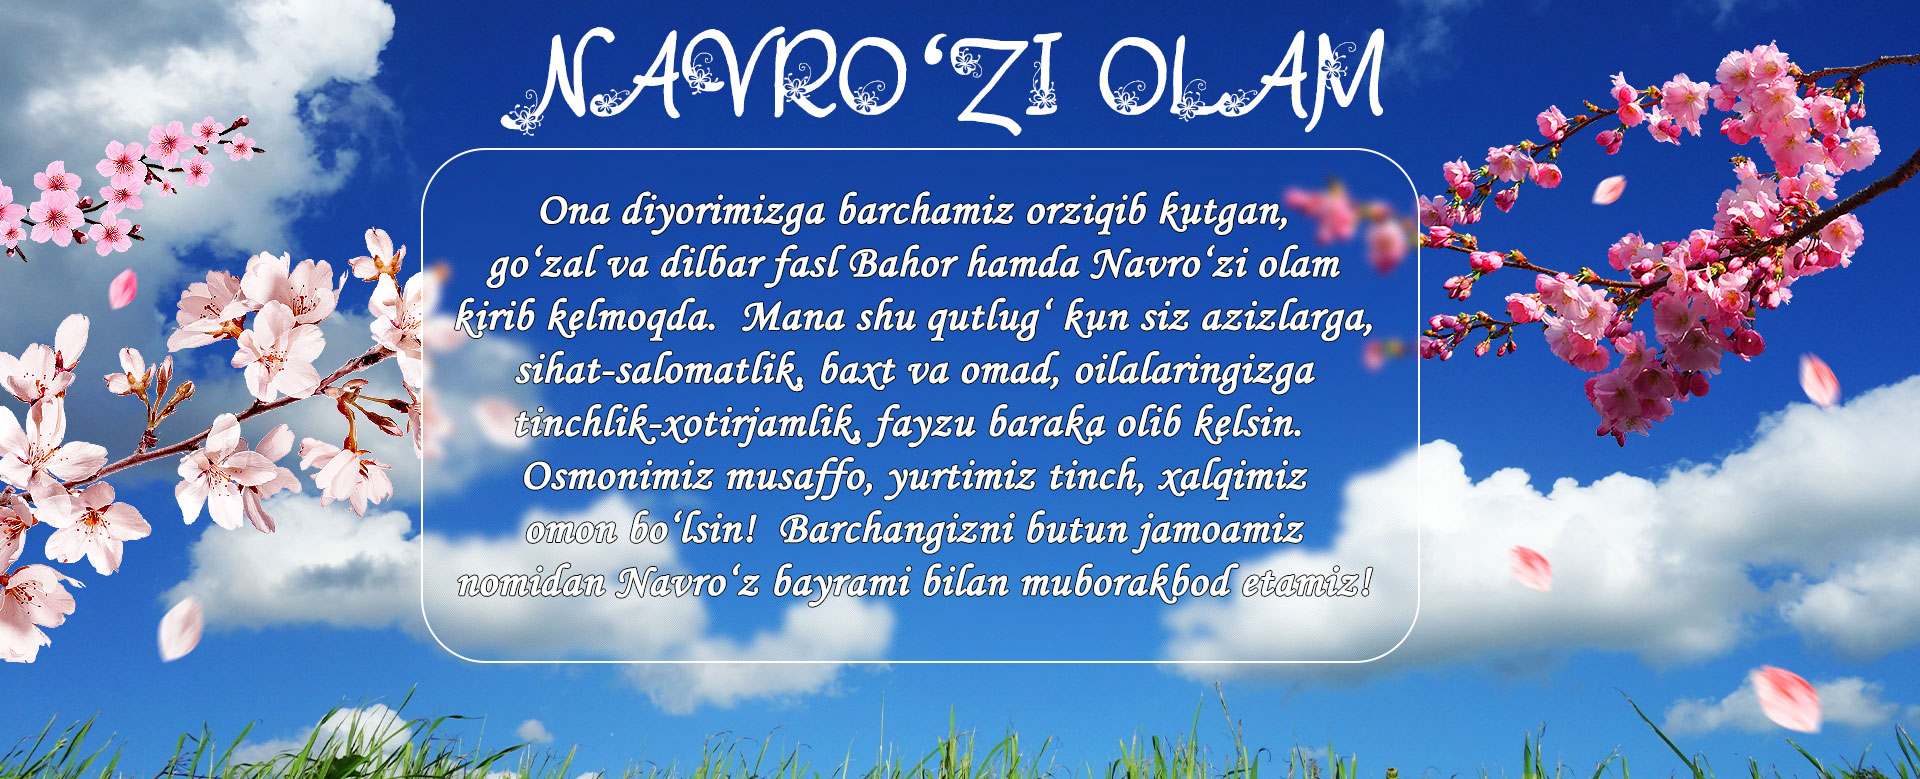 NAVRO‘ZI OLAM
Ona diyorimizga barchamiz orziqib kutgan,
go‘zal va dilbar fasl Bahor hamda Navro‘zi olam
kirib kelmoqda. Mana shu qutlug‘ kun siz azizlarga,
sihat-salomatlik, baxt va omad, oilalaringizga
tinchlik-xotirjamlik, fayzu baraka olib kelsin.
Osmonimiz musaffo, yurtimiz tinch, xalqimiz
omon bo‘lsin! Barchangizni butun jamoamiz
nomidan Navro‘z bayrami bilan muborakbod etamiz!